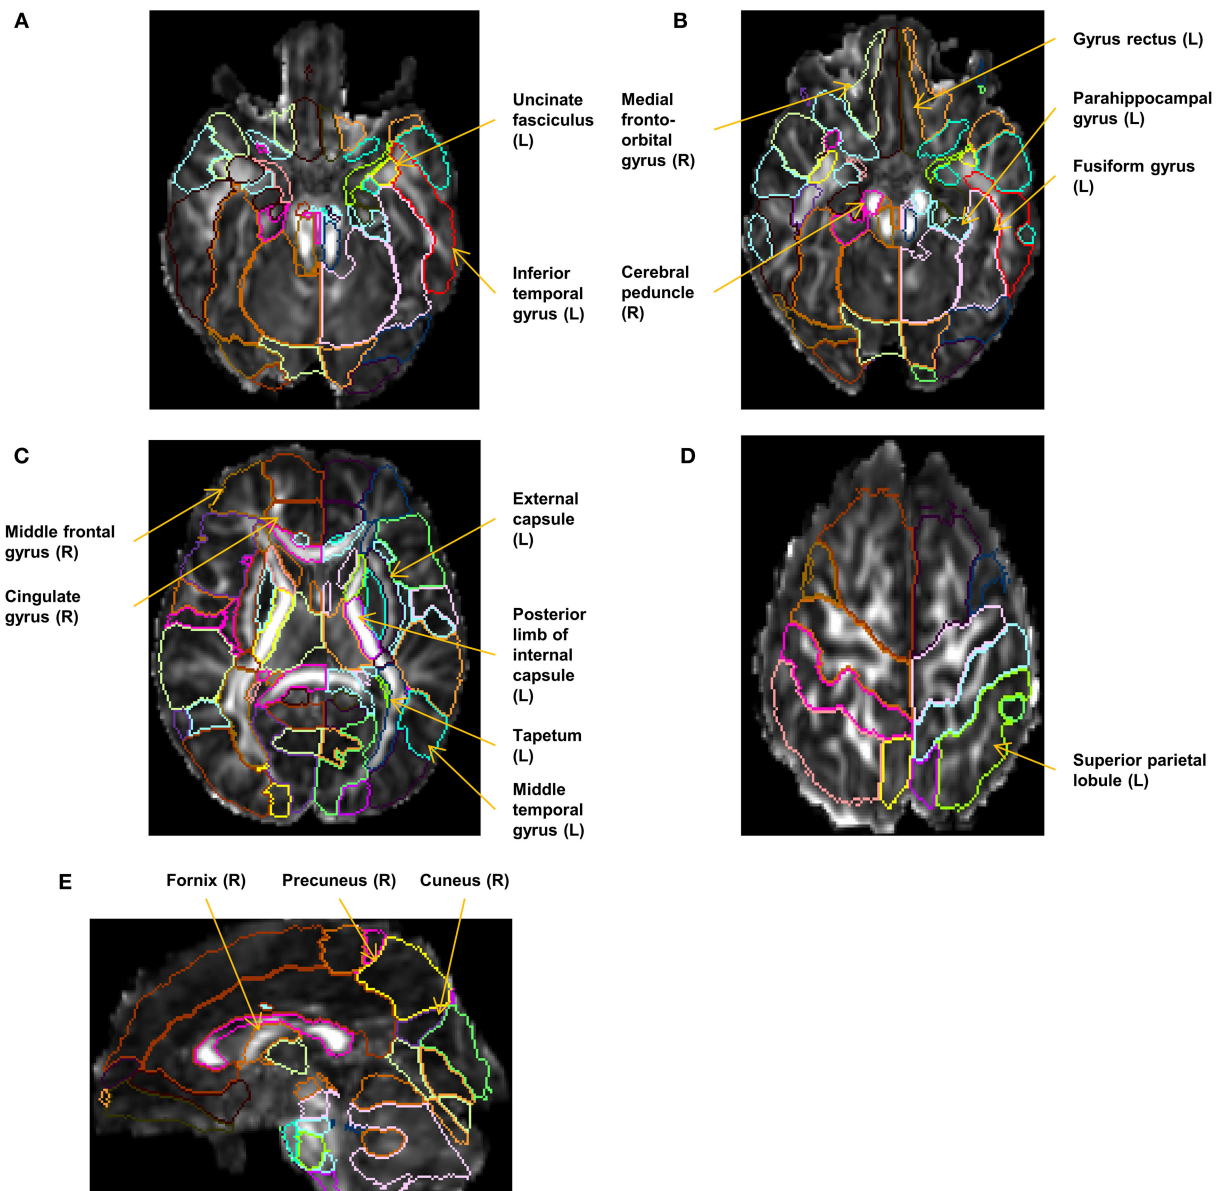 A
Uncinate
fasciculus
(L)
Inferior
temporal
gyrus (L)
B
Medial
fronto-
orbital
gyrus (R)
Cerebral
peduncle
(R)
Gyrus rectus (L)
Parahippocampal
gyrus (L)
Fusiform gyrus
(L)
C
Middle frontal
gyrus (R)
Cingulate
gyrus (R)
External
capsule
(L)
Posterior
limb of
internal
capsule
(L)
Tapetum
(L)
Middle
temporal
gyrus (L)
D
Superior parietal
lobule (L)
E
Fornix (R)
Precuneus (R)
Cuneus (R)